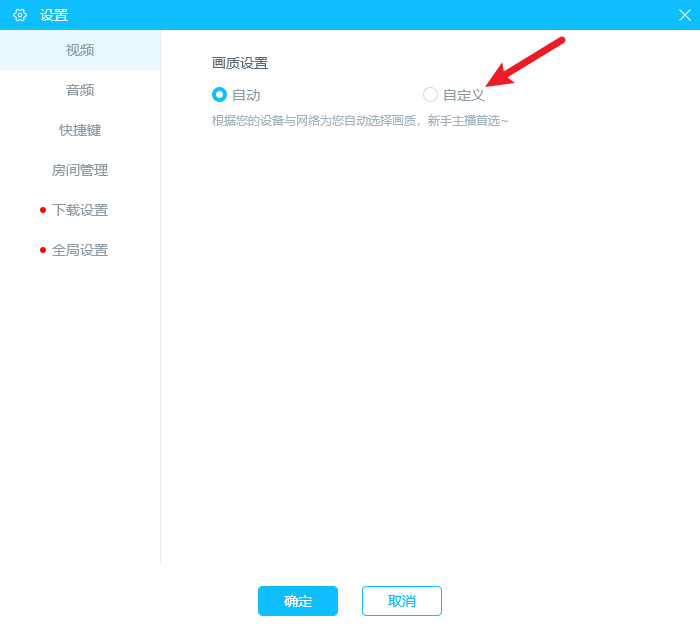 设置
视频
音频
快捷键
房间管理
下载设置
全局设置
画质设置
自动 自定义
根据您的设备与网络为您自动选择画质，新手主播首选~
确定 取消